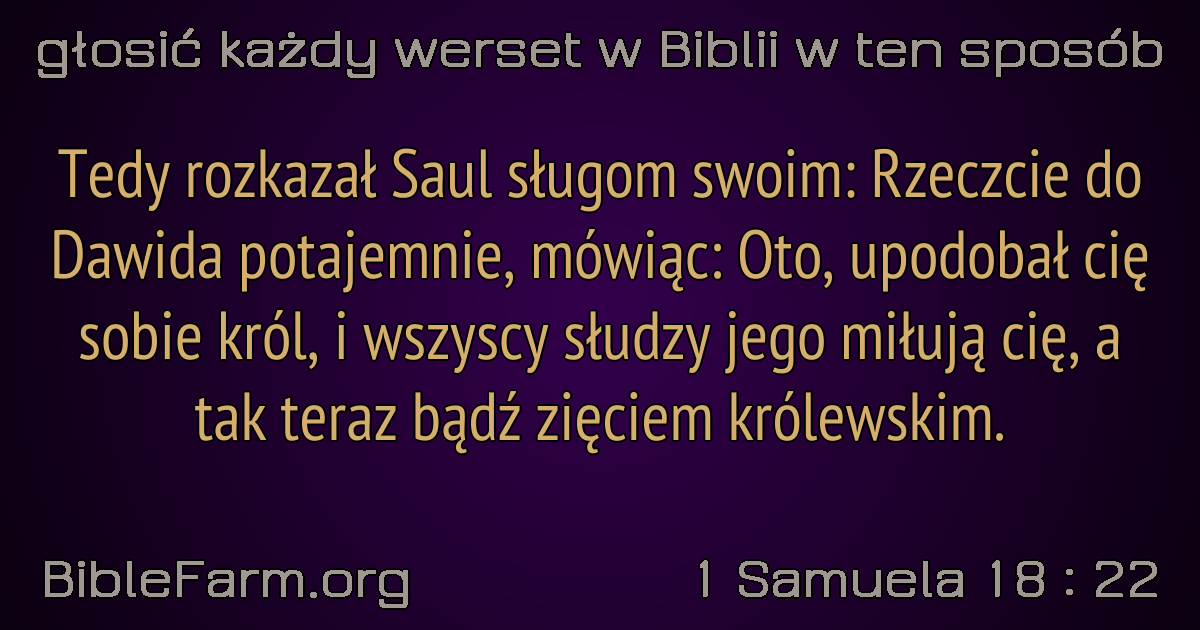 głosić każdy werset w Biblii w ten sposób
Tedy rozkazał Saul sługom swoim: Rzeczcie do
Dawida potajemnie, mówiąc: Oto, upodobał cię
sobie król, i wszyscy słudzy jego miłują cię, a
tak teraz bądź zięciem królewskim.
BibleFarm.org
1 Samuela 18 : 22